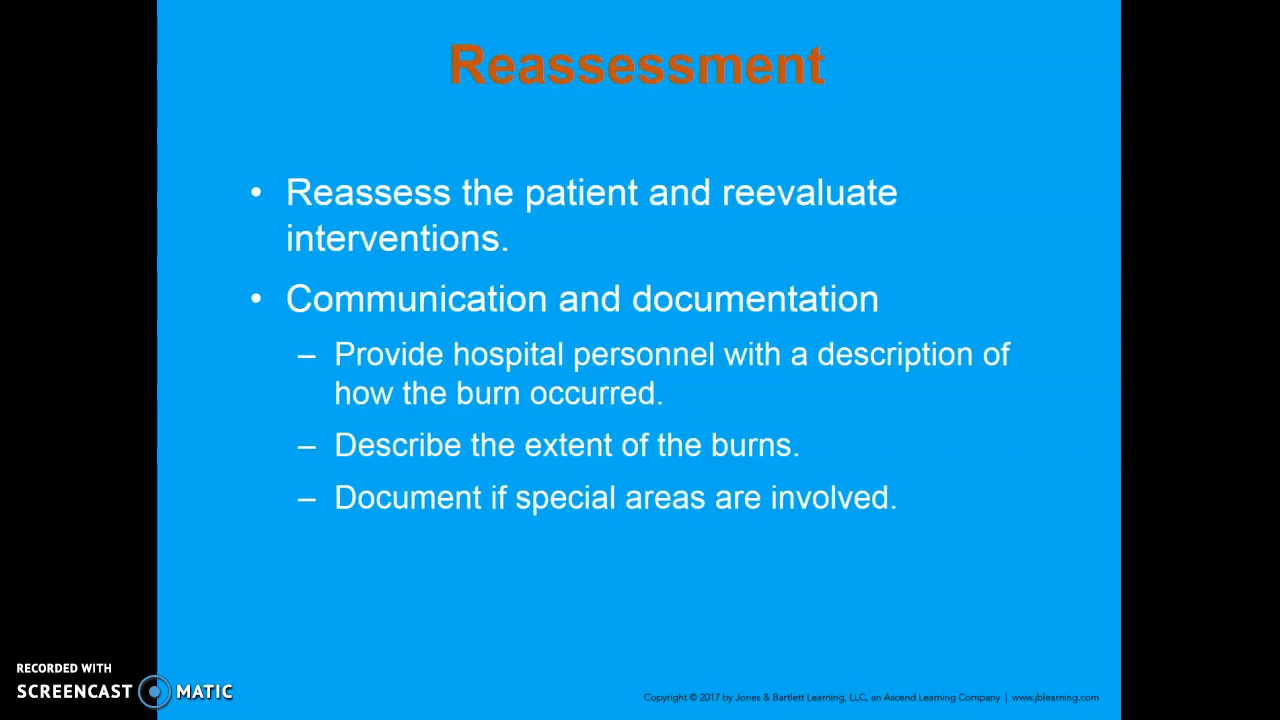 Reassessment
• Reassess the patient and reevaluate
interventions.
• Communication and documentation
– Provide hospital personnel with a description of
how the burn occurred.
– Describe the extent of the burns.
– Document if special areas are involved.
RECORDED WITH
SCREENCAST MATIC
Copyright © 2017 by Jones & Bartlett Learning, LLC, an Ascend Learning Company | www.jblearning.com